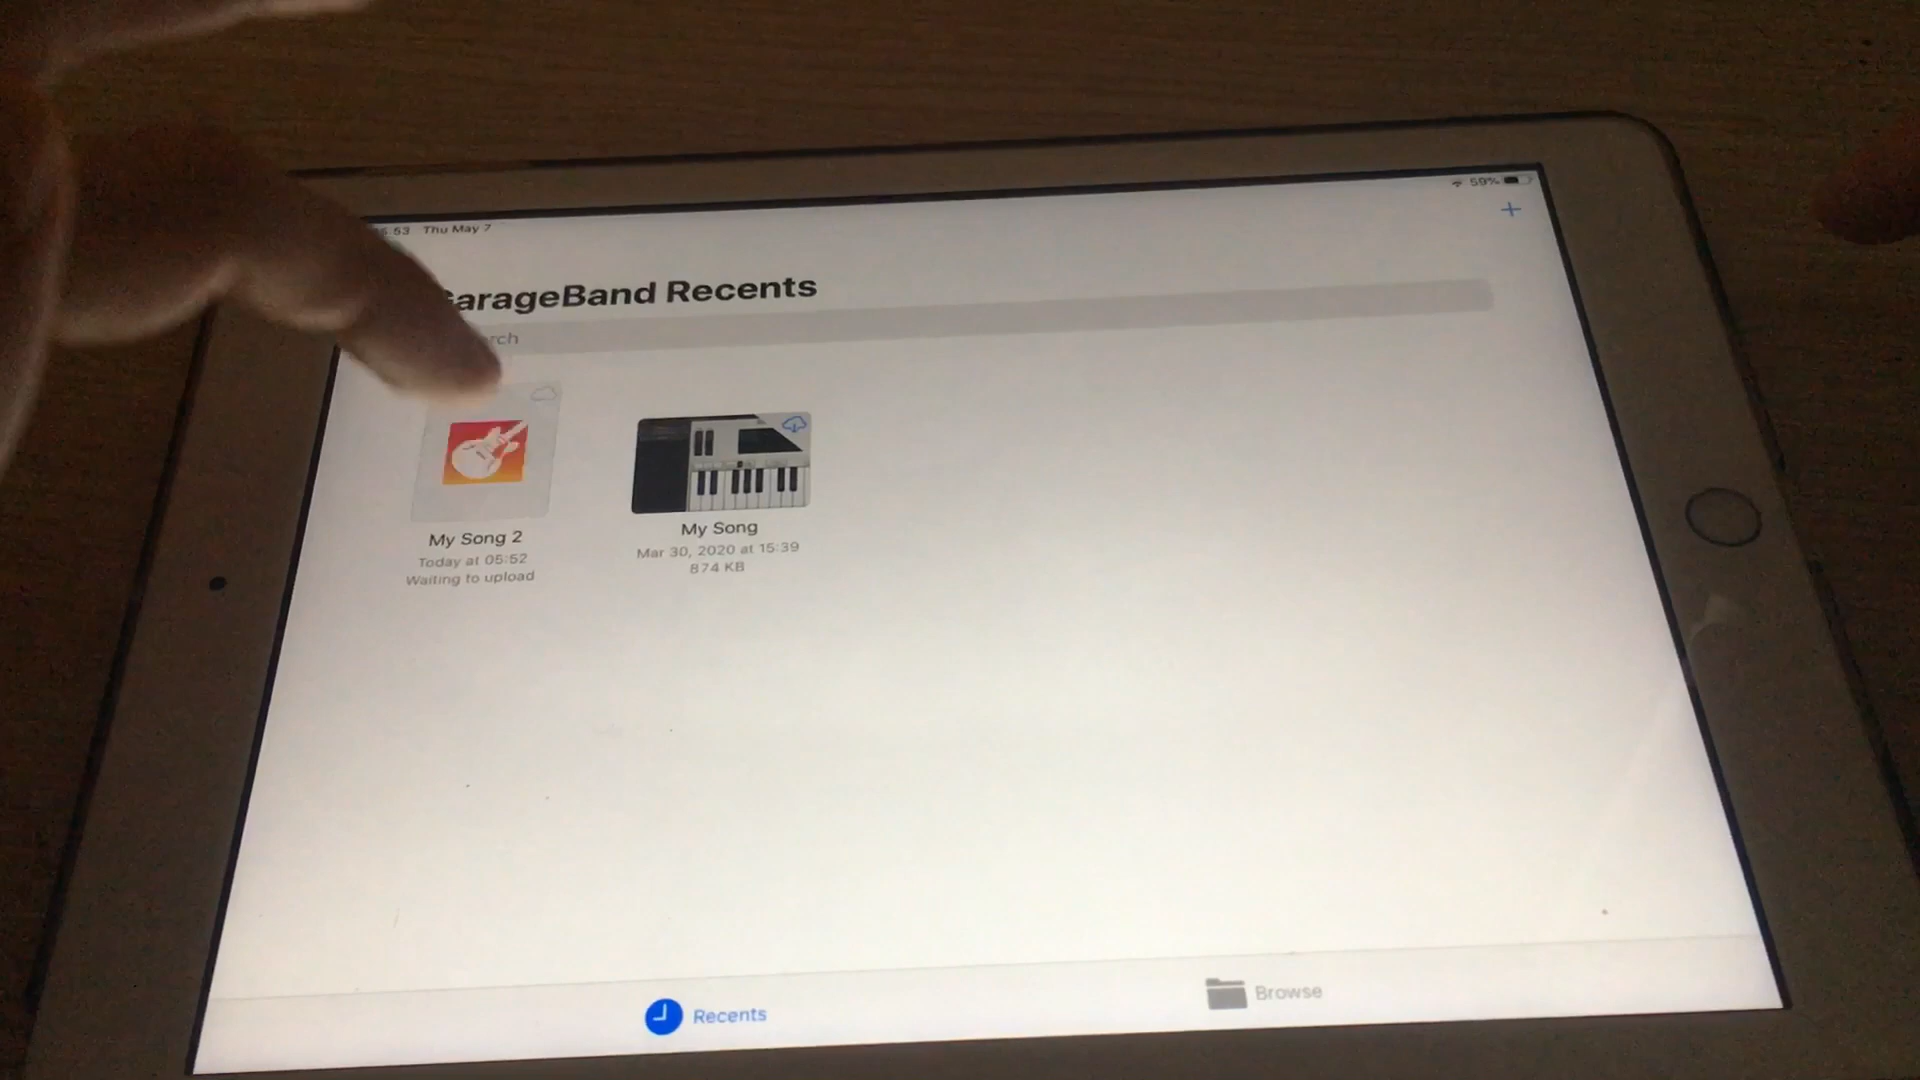 53 Thu May 7
59%
arageBand Recents
rch
My Song 2
Today at 05:52
Waiting to upload
My Song
Mar 30, 2020 at 15:39
874 KB
Recents
Browse